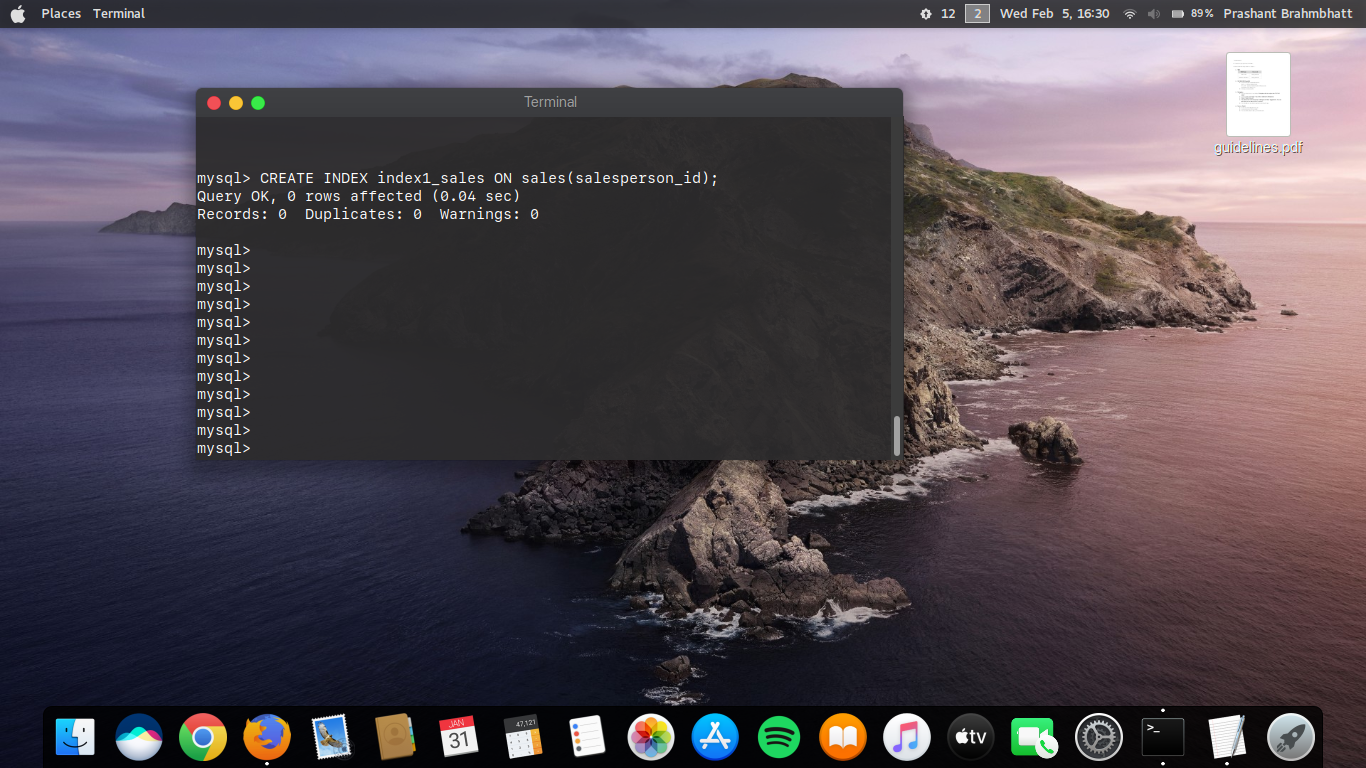 Places Terminal 12 2 Wed Feb 5, 16:30 89% Prashant Brahmbhatt
Terminal
mysql> CREATE INDEX index1_sales ON sales(salesperson_id);
Query OK, 0 rows affected (0.04 sec)
Records: 0  Duplicates: 0  Warnings: 0
mysql>
mysql>
mysql>
mysql>
mysql>
mysql>
mysql>
mysql>
mysql>
mysql>
mysql>
mysql>
guidelines.pdf
JAN
31
47,121
tv
>_